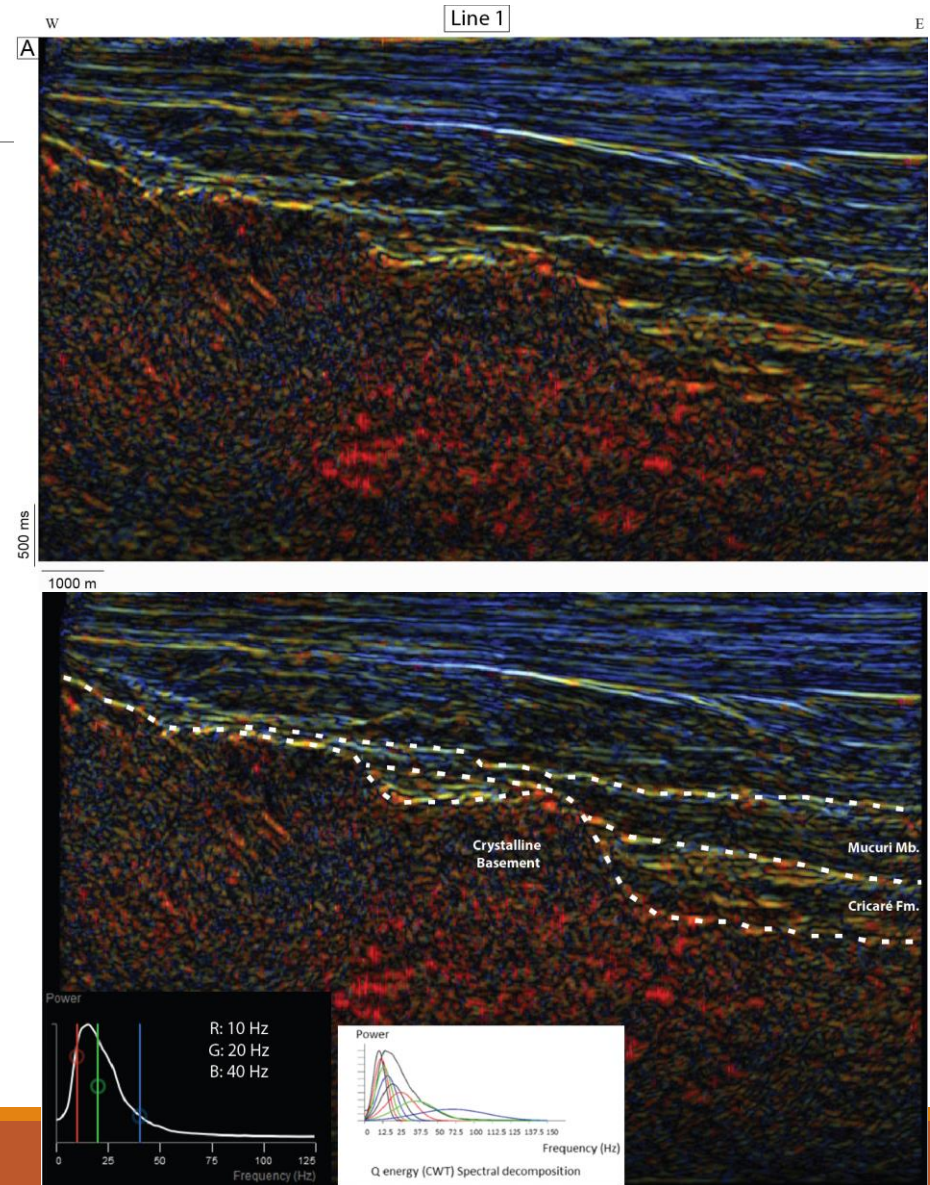 Line 1
W
E
A
500 ms
1000 m
Crystalline
Basement
Mucuri Mb.
Cricaré Fm.
Power
R: 10 Hz
G: 20 Hz
B: 40 Hz
0 25 50 75 100 125
Frequency (Hz)
Power
0 12.5 25 37.5 50 72.5 100 112.5 125 137.5 150
Frequency (Hz)
Q energy (CWT) Spectral decomposition